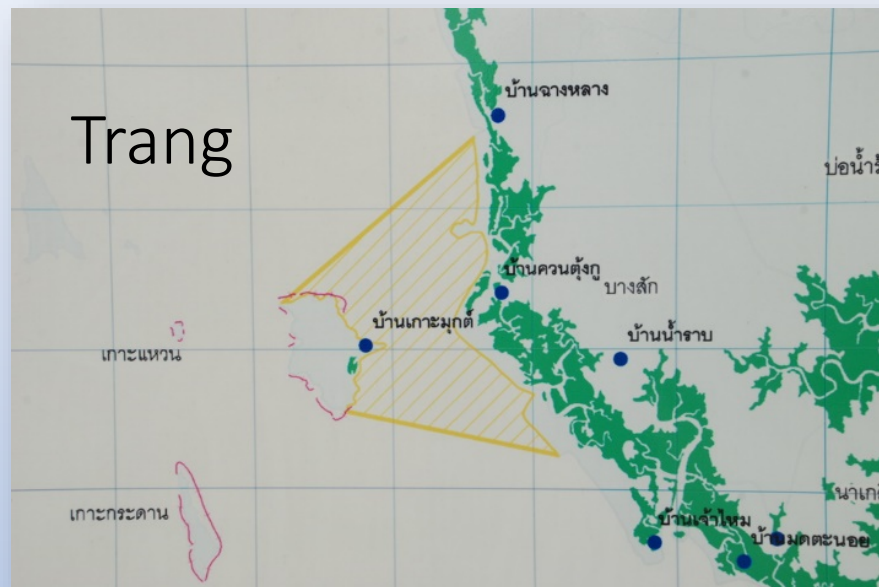 Trang
บ้านฉางหลาง
บ้านควนตุ้งกู
บางสัก
บ้านเกาะมุกต์
บ้านน้ำราบ
เกาะแหวน
เกาะกระดาน
บ้านเจ้าไหม
บ้านมดตะนอย